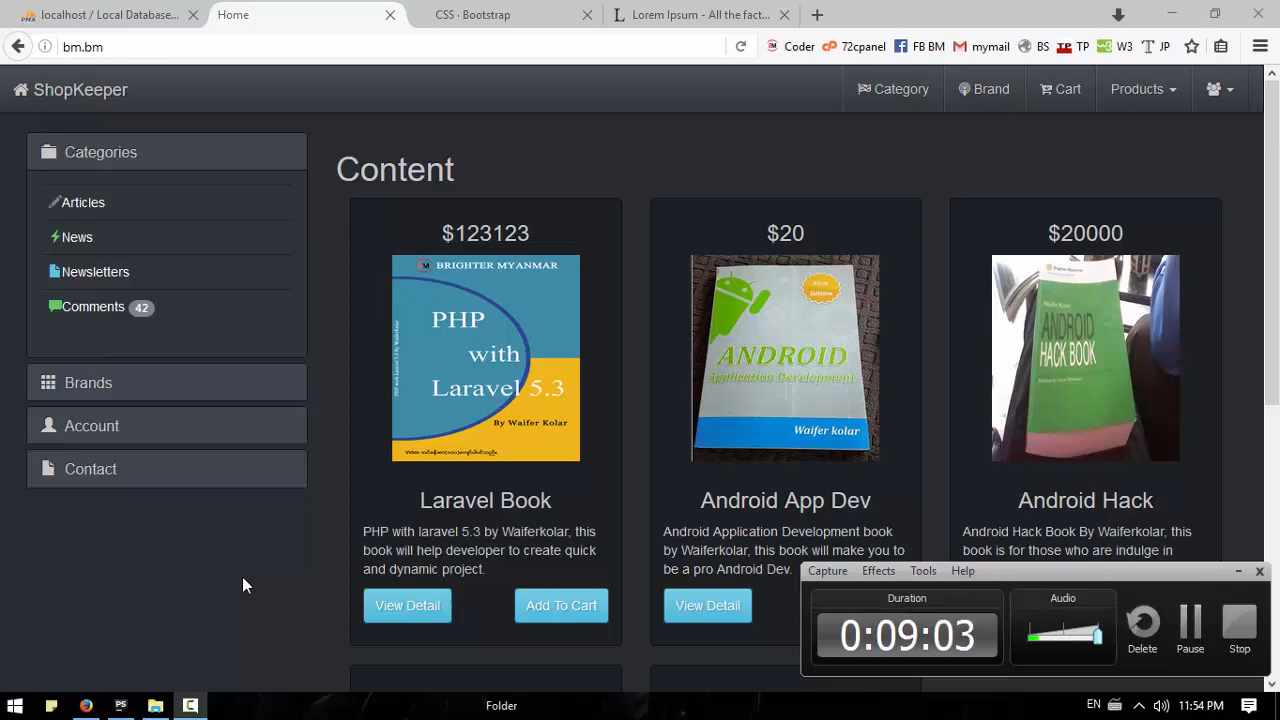 localhost / Local Database...
Home
CSS · Bootstrap
Lorem Ipsum - All the fact...
bm.bm
Coder
72cpanel
FB BM
mymail
BS
TP
W3
JP
ShopKeeper
Category
Brand
Cart
Products
Categories
Articles
News
Newsletters
Comments 42
Brands
Account
Contact
Content
$123123
BRIGHTER MYANMAR
PHP
with
Laravel 5.3
By Waifer Kolar
PHP with Laravel 5.3 by WaiferKolar
Laravel Book
PHP with laravel 5.3 by Waiferkolar, this
book will help developer to create quick
and dynamic project.
View Detail
Add To Cart
$20
ANDROID
Application Development
Waifer kolar
Android App Dev
Android Application Development book
by Waiferkolar, this book will make you to
be a pro Android Dev.
View Detail
$20000
ANDROID
HACK BOOK
Android Hack
Android Hack Book By Waiferkolar, this
book is for those who are indulge in
Capture
Effects
Tools
Help
Duration
0:09:03
Audio
Delete
Pause
Stop
Folder
EN
11:54 PM